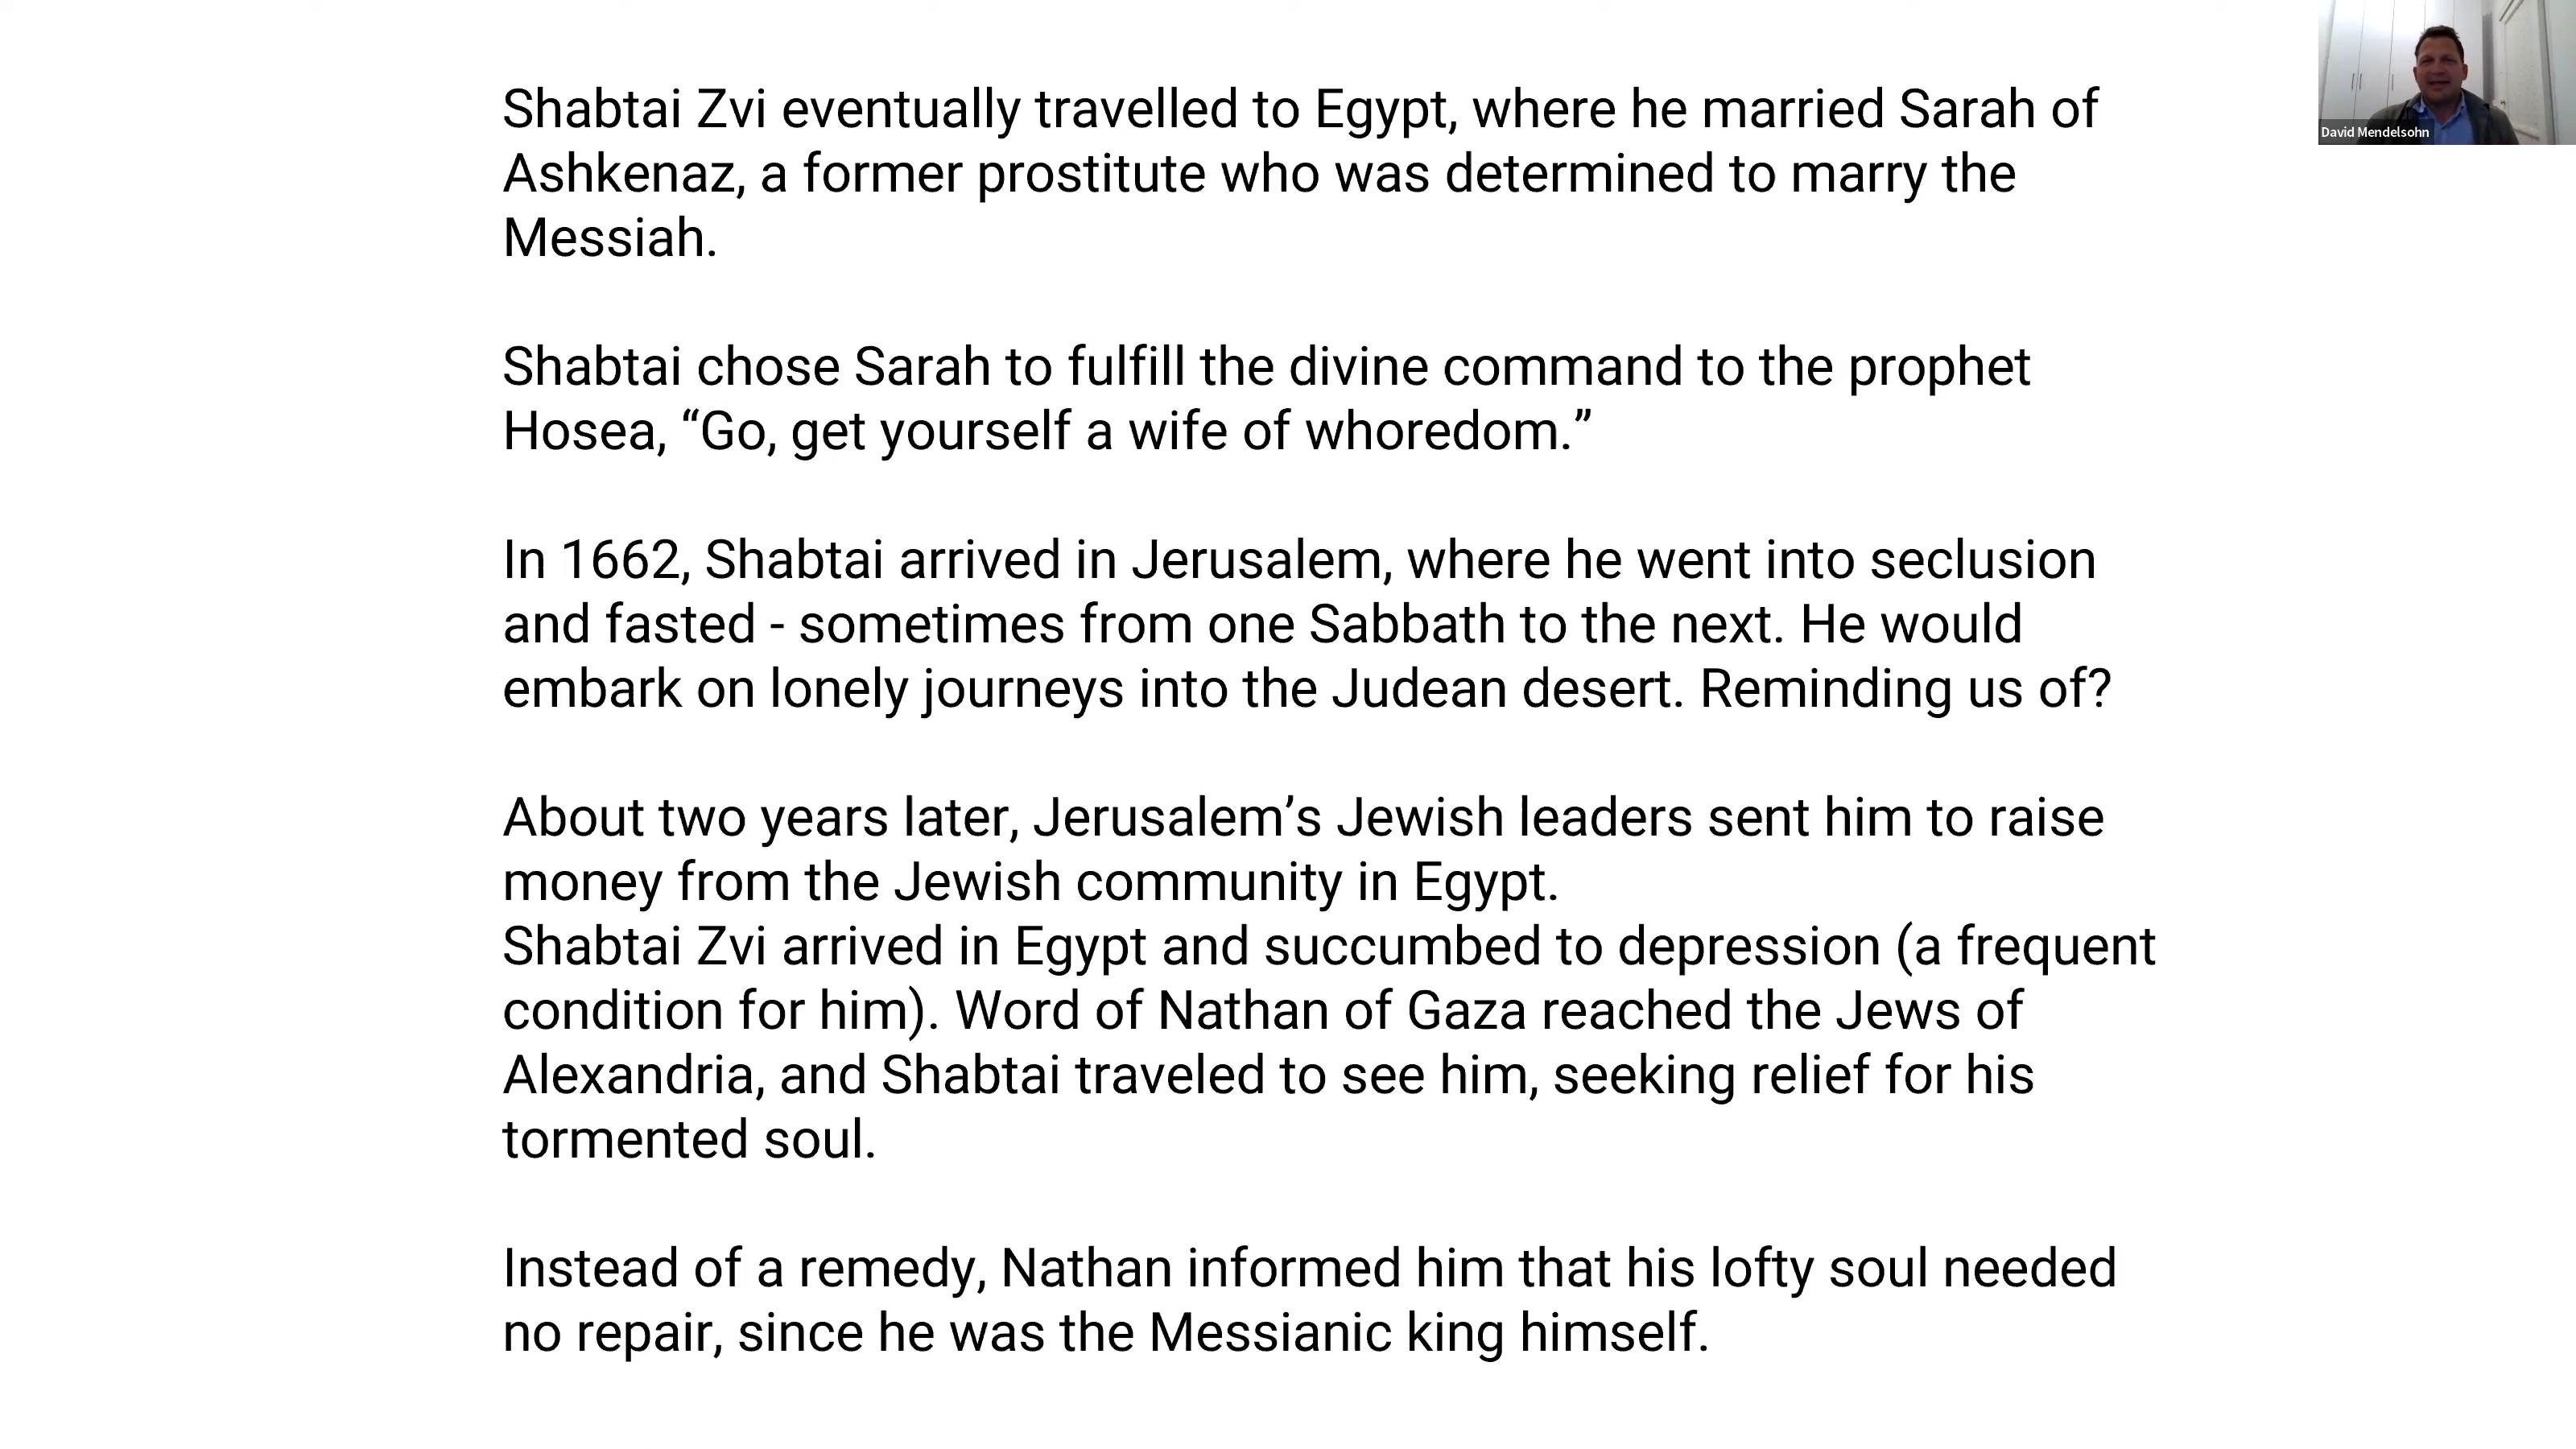 Shabtai Zvi eventually travelled to Egypt, where he married Sarah of
Ashkenaz, a former prostitute who was determined to marry the
Messiah.
Shabtai chose Sarah to fulfill the divine command to the prophet
Hosea, “Go, get yourself a wife of whoredom.”
In 1662, Shabtai arrived in Jerusalem, where he went into seclusion
and fasted - sometimes from one Sabbath to the next. He would
embark on lonely journeys into the Judean desert. Reminding us of?
About two years later, Jerusalem’s Jewish leaders sent him to raise
money from the Jewish community in Egypt.
Shabtai Zvi arrived in Egypt and succumbed to depression (a frequent
condition for him). Word of Nathan of Gaza reached the Jews of
Alexandria, and Shabtai traveled to see him, seeking relief for his
tormented soul.
Instead of a remedy, Nathan informed him that his lofty soul needed
no repair, since he was the Messianic king himself.
David Mendelsohn